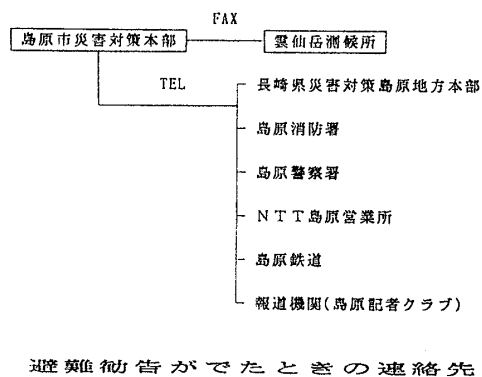 FAX
島原市災害対策本部
雲仙岳測候所
TEL
長崎県災害対策島原地方本部
島原消防署
島原警察署
NTT島原営業所
島原鉄道
報道機関(島原記者クラブ)
避難勧告がでたときの連絡先